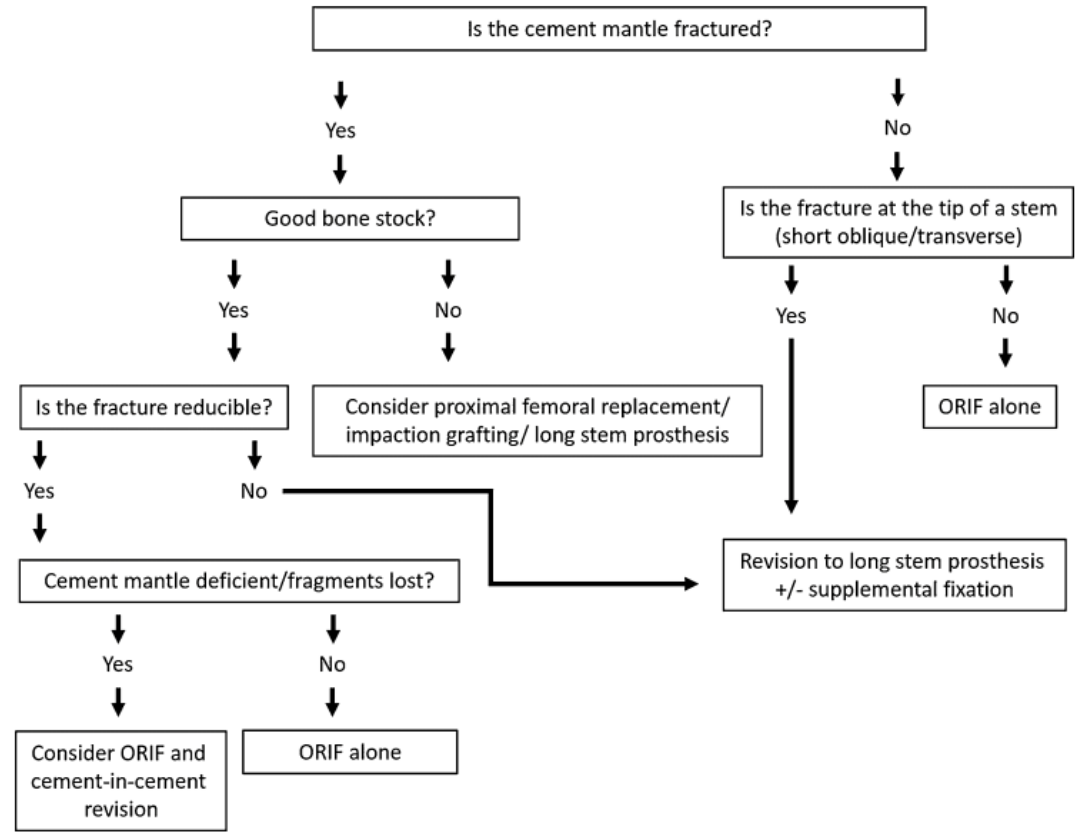 Is the cement mantle fractured?
Yes
No
Good bone stock?
Is the fracture at the tip of a stem
(short oblique/transverse)
Yes
No
Yes
No
Is the fracture reducible?
Consider proximal femoral replacement/
impaction grafting/ long stem prosthesis
ORIF alone
Yes
No
Cement mantle deficient/fragments lost?
Revision to long stem prosthesis
+/- supplemental fixation
Yes
No
Consider ORIF and
cement-in-cement
revision
ORIF alone